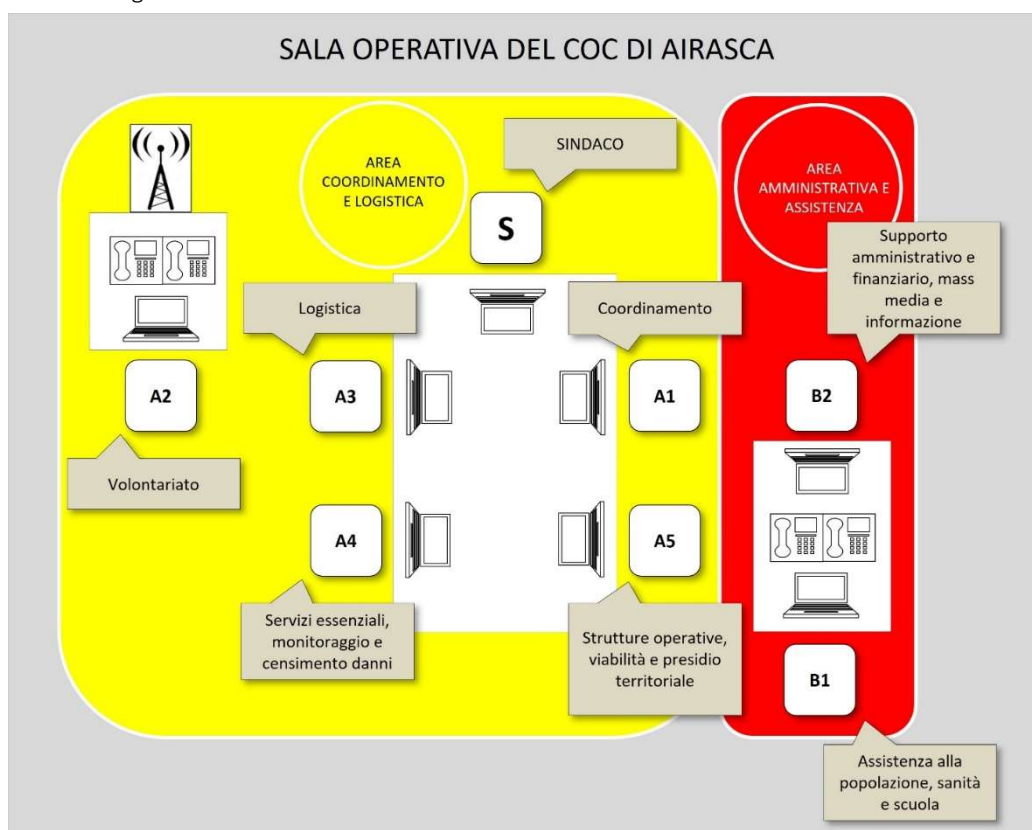 SALA OPERATIVA DEL COC DI AIRASCA
SINDACO
AREA
COORDINAMENTO
E LOGISTICA
AREA
AMMINISTRATIVA E
ASSISTENZA
S
Supporto
amministrativo e
finanziario, mass
media e
informazione
Logistica
Coordinamento
A2
A3
A1
B2
Volontariato
A4
A5
Servizi essenziali,
monitoraggio e
censimento danni
Strutture operative,
viabilità e presidio
territoriale
B1
Assistenza alla
popolazione, sanità
e scuola